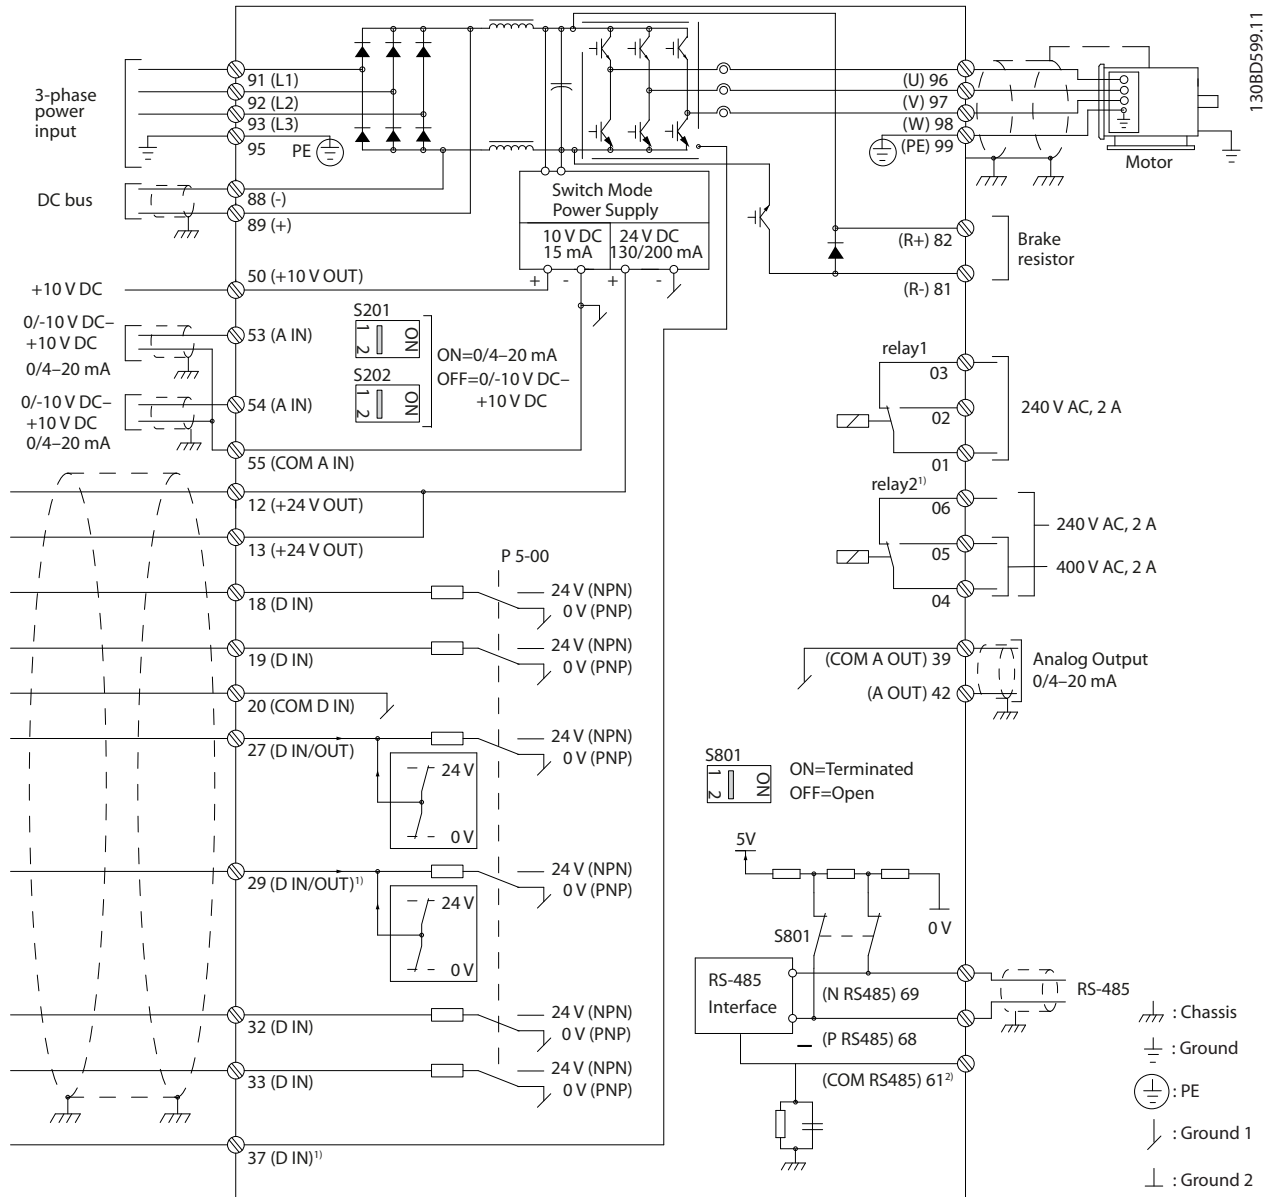 130BD599.11
3-phase
power
input
91 (L1)
92 (L2)
93 (L3)
95
PE
DC bus
88 (-)
89 (+)
Switch Mode
Power Supply
10 V DC
15 mA
24 V DC
130/200 mA
+
-
+
-
(U) 96
(V) 97
(W) 98
(PE) 99
Motor
(R+) 82
(R-) 81
Brake
resistor
+10 V DC
50 (+10 V OUT)
0/-10 V DC–
+10 V DC
0/4–20 mA
53 (A IN)
0/-10 V DC–
+10 V DC
0/4–20 mA
54 (A IN)
55 (COM A IN)
S201
1
2
ON
S202
1
2
ON
ON=0/4–20 mA
OFF=0/-10 V DC–
+10 V DC
relay1
03
02
01
240 V AC, 2 A
relay2¹⁾
06
05
04
240 V AC, 2 A
400 V AC, 2 A
12 (+24 V OUT)
13 (+24 V OUT)
P 5-00
18 (D IN)
24 V (NPN)
0 V (PNP)
19 (D IN)
24 V (NPN)
0 V (PNP)
20 (COM D IN)
27 (D IN/OUT)
24 V (NPN)
0 V (PNP)
24 V
0 V
29 (D IN/OUT)¹⁾
24 V (NPN)
0 V (PNP)
24 V
0 V
32 (D IN)
24 V (NPN)
0 V (PNP)
33 (D IN)
24 V (NPN)
0 V (PNP)
37 (D IN)¹⁾
(COM A OUT) 39
(A OUT) 42
Analog Output
0/4–20 mA
S801
1
2
ON
ON=Terminated
OFF=Open
5V
0 V
S801
RS-485
Interface
(N RS485) 69
(P RS485) 68
(COM RS485) 61²⁾
RS-485
: Chassis
: Ground
: PE
: Ground 1
: Ground 2